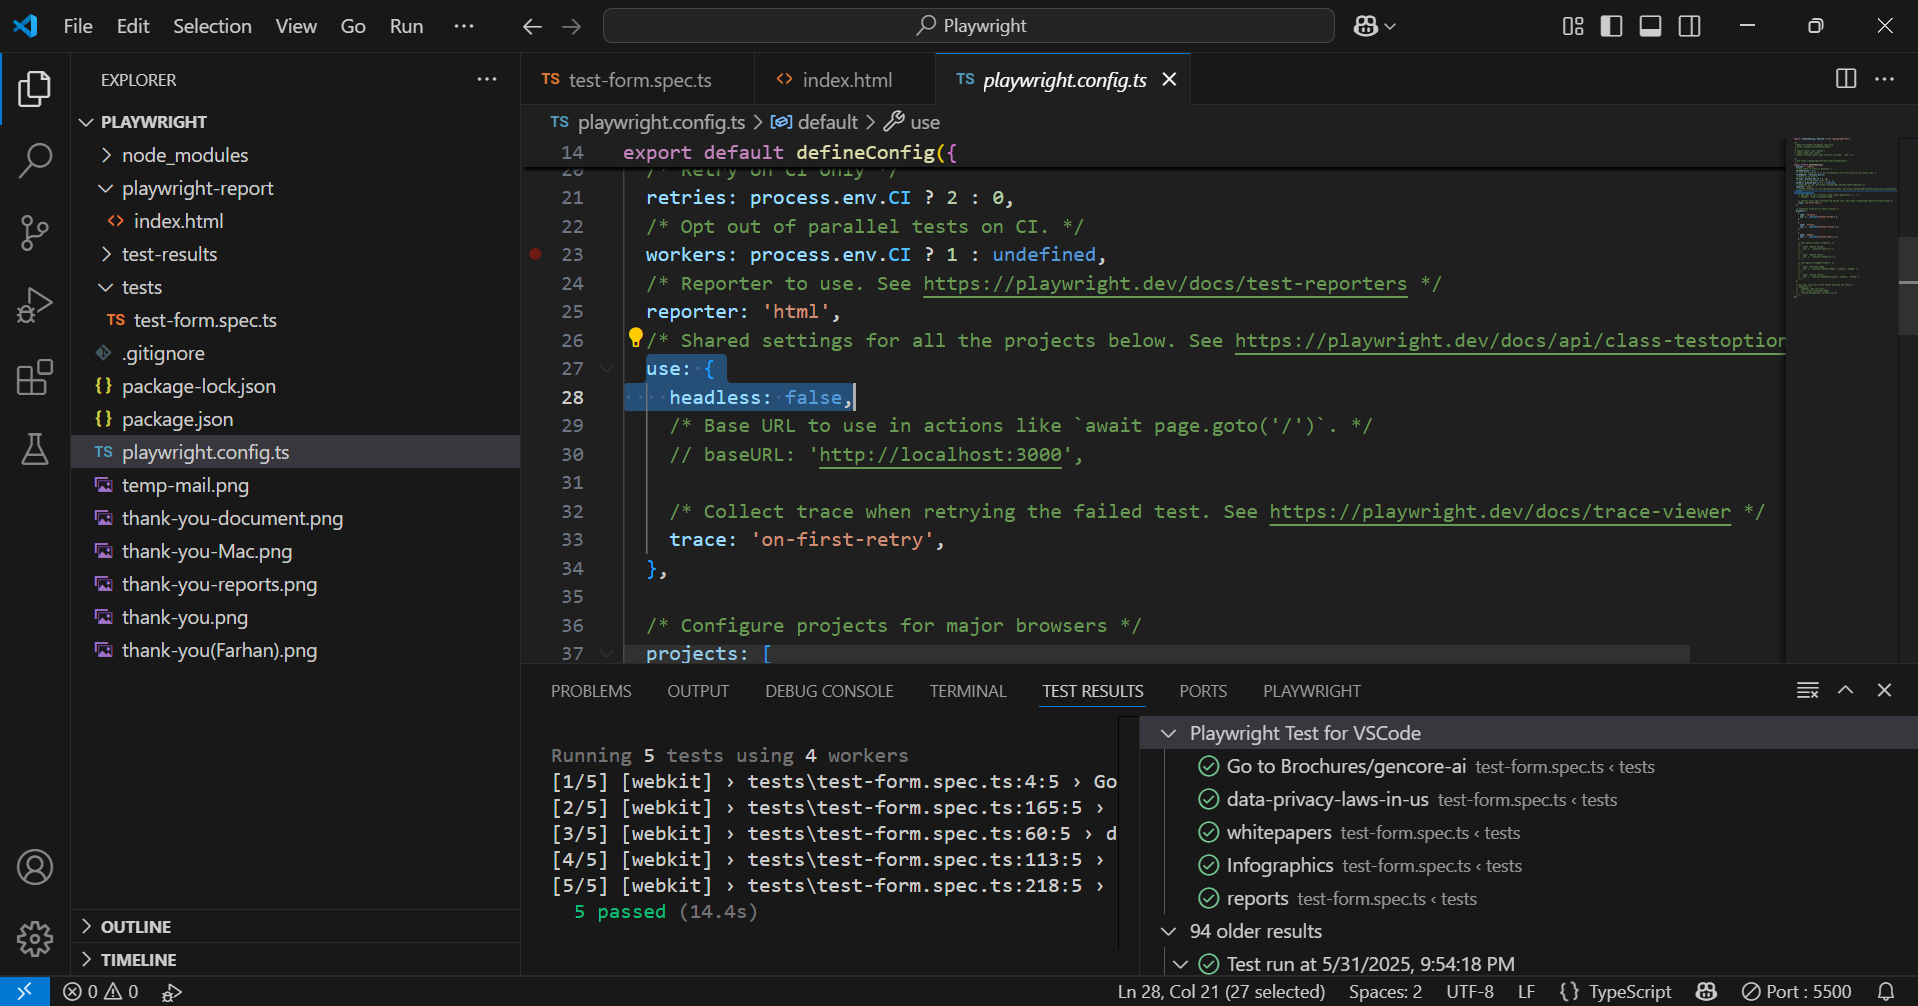 File Edit Selection View Go Run ··· Playwright
EXPLORER ···
PLAYWRIGHT
node_modules
playwright-report
index.html
test-results
tests
TS test-form.spec.ts
.gitignore
{} package-lock.json
{} package.json
TS playwright.config.ts
temp-mail.png
thank-you-document.png
thank-you-Mac.png
thank-you-reports.png
thank-you.png
thank-you(Farhan).png
OUTLINE
TIMELINE
TS test-form.spec.ts <> index.html TS playwright.config.ts
TS playwright.config.ts > default > use
14 export default defineConfig({
20 /* Retry on CI only */
21 retries: process.env.CI ? 2 : 0,
22 /* Opt out of parallel tests on CI. */
23 workers: process.env.CI ? 1 : undefined,
24 /* Reporter to use. See https://playwright.dev/docs/test-reporters */
25 reporter: 'html',
26 /* Shared settings for all the projects below. See https://playwright.dev/docs/api/class-testoption
27 use: {
28 headless: false,
29 /* Base URL to use in actions like `await page.goto('/')`. */
30 // baseURL: 'http://localhost:3000',
31
32 /* Collect trace when retrying the failed test. See https://playwright.dev/docs/trace-viewer */
33 trace: 'on-first-retry',
34 },
35
36 /* Configure projects for major browsers */
37 projects: [
PROBLEMS OUTPUT DEBUG CONSOLE TERMINAL TEST RESULTS PORTS PLAYWRIGHT
Running 5 tests using 4 workers
[1/5] [webkit] › tests\test-form.spec.ts:4:5 › Go
[2/5] [webkit] › tests\test-form.spec.ts:165:5 ›
[3/5] [webkit] › tests\test-form.spec.ts:60:5 › d
[4/5] [webkit] › tests\test-form.spec.ts:113:5 ›
[5/5] [webkit] › tests\test-form.spec.ts:218:5 ›
5 passed (14.4s)
Playwright Test for VSCode
Go to Brochures/gencore-ai test-form.spec.ts ‹ tests
data-privacy-laws-in-us test-form.spec.ts ‹ tests
whitepapers test-form.spec.ts ‹ tests
Infographics test-form.spec.ts ‹ tests
reports test-form.spec.ts ‹ tests
94 older results
Test run at 5/31/2025, 9:54:18 PM
0 0 Ln 28, Col 21 (27 selected) Spaces: 2 UTF-8 LF {} TypeScript Port : 5500